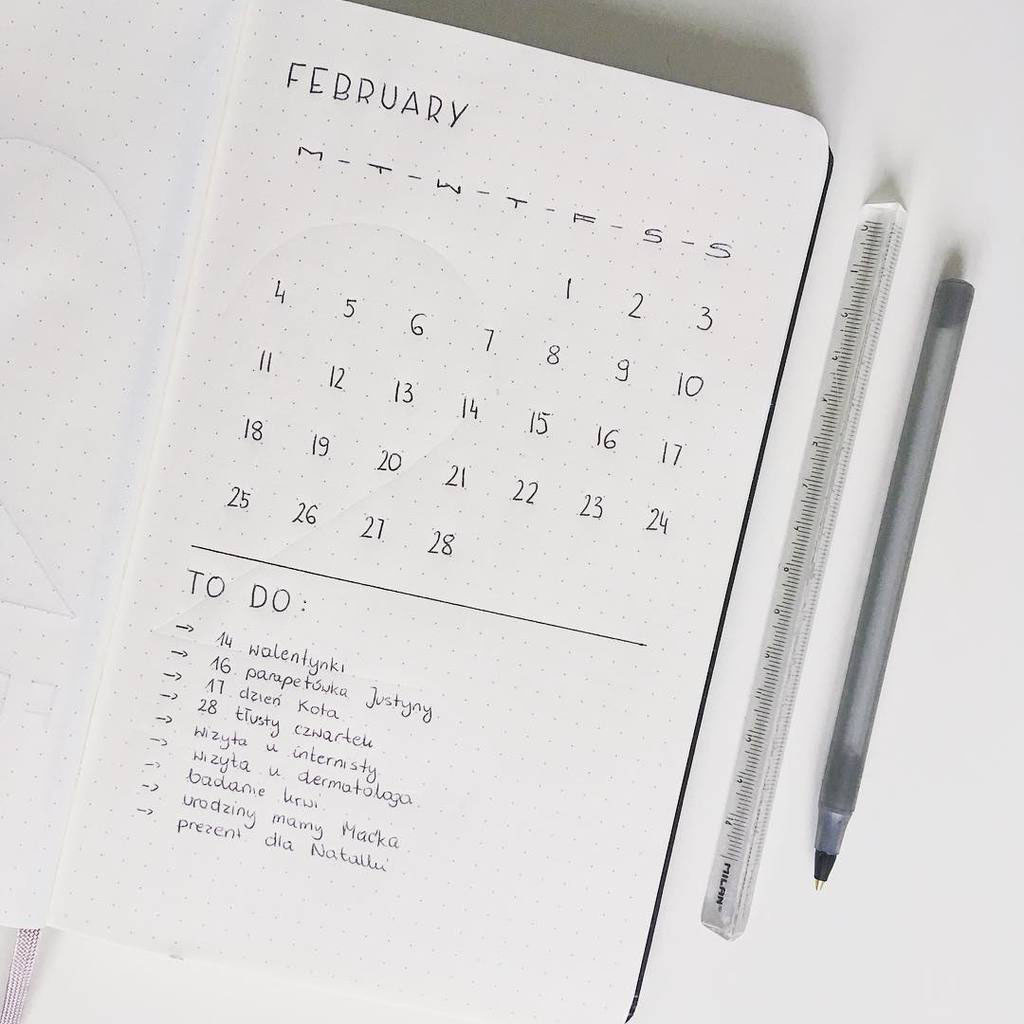 FEBRUARY
M - T - W - T - F - S - S
1 2 3
4 5 6 7 8 9 10
11 12 13 14 15 16 17
18 19 20 21 22 23 24
25 26 27 28
TO DO:
→ 14 walentynki
→ 16 parapetówka Justyny
→ 17 dzień kota
→ 28 tłusty czwartek
→ wizyta u internisty
→ wizyta u dermatologa
→ badanie krwi
→ urodziny mamy Maćka
→ prezent dla Natalki
MILAN